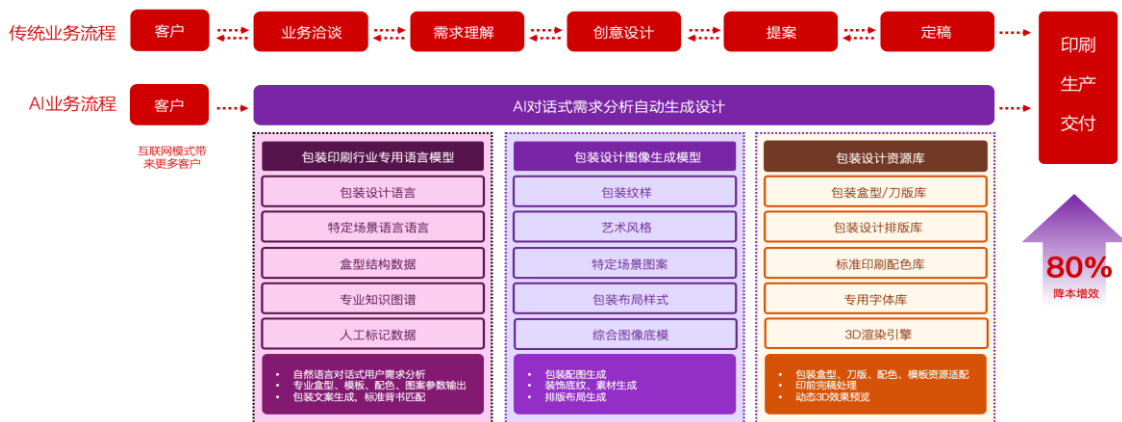 传统业务流程
客户
业务洽谈
需求理解
创意设计
提案
定稿
印刷
生产
交付
AI业务流程
客户
AI对话式需求分析自动生成设计
互联网模式带
来更多客户
包装印刷行业专用语言模型
包装设计语言
特定场景语言语言
盒型结构数据
专业知识图谱
人工标记数据
• 自然语言对话式用户需求分析
• 专业盒型、模板、配色、图案参数输出
• 包装文案生成，标准背书匹配
包装设计图像生成模型
包装纹样
艺术风格
特定场景图案
包装布局样式
综合图像底模
• 包装配图生成
• 装饰底纹、素材生成
• 排版布局生成
包装设计资源库
包装盒型/刀版库
包装设计排版库
标准印刷配色库
专用字体库
3D渲染引擎
• 包装盒型、刀版、配色、模板资源适配
• 印前完稿处理
• 动态3D效果预览
80%
降本增效